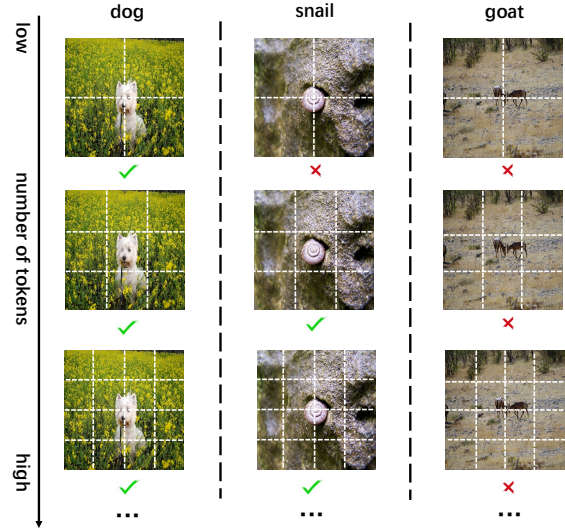 dog snail goat
low
number of tokens
high
... ... ...